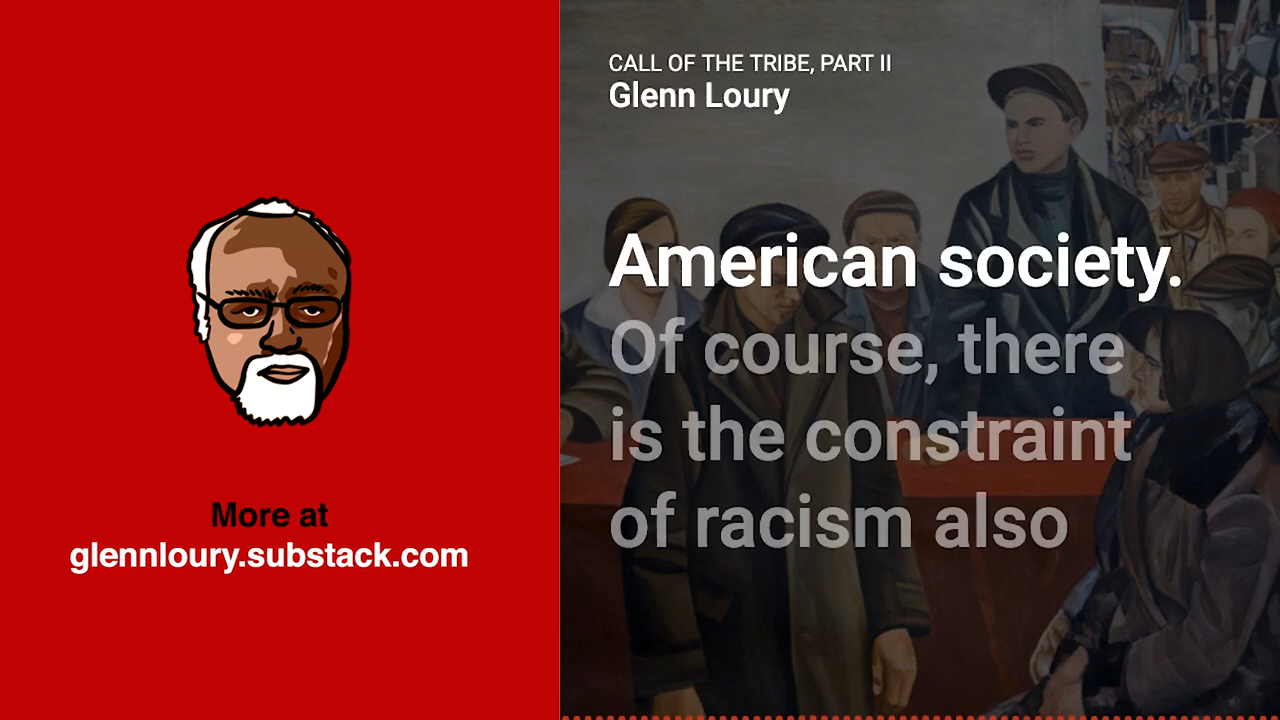 More at
glennloury.substack.com
CALL OF THE TRIBE, PART II
Glenn Loury
American society.
Of course, there
is the constraint
of racism also